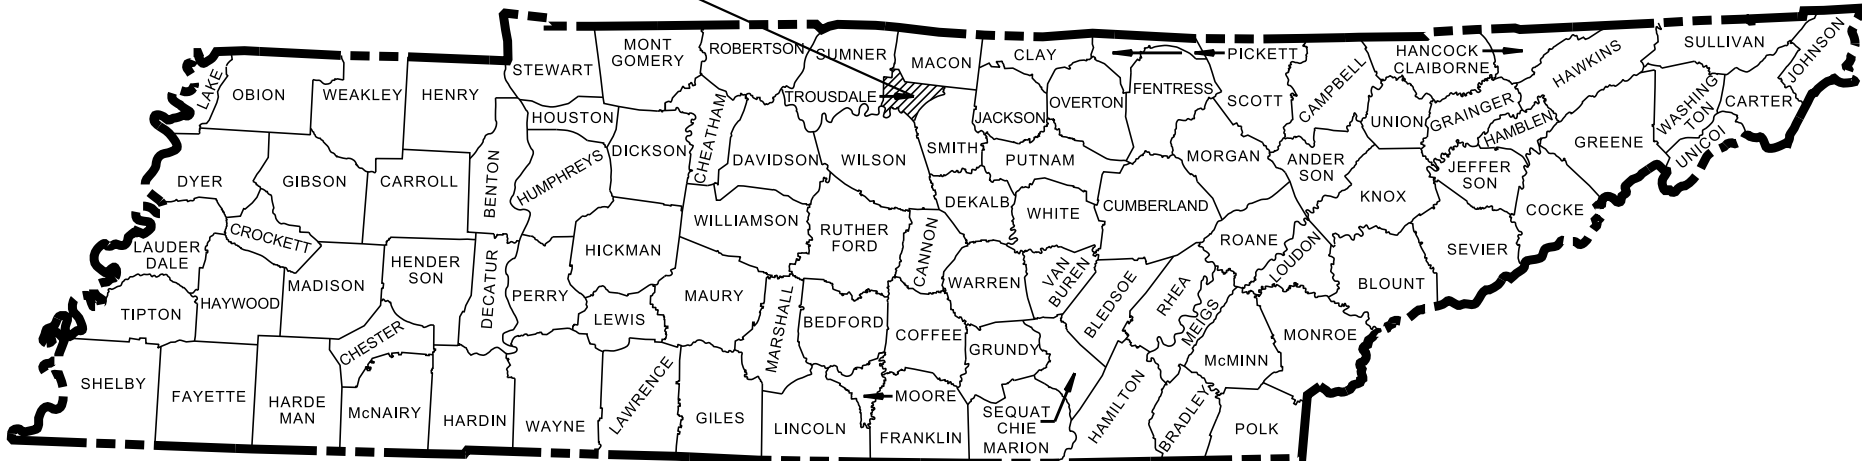 STEWART
MONT
GOMERY
ROBERTSON
SUMNER
MACON
CLAY
PICKETT
HANCOCK
CLAIBORNE
HAWKINS
SULLIVAN
JOHNSON
LAKE
OBION
WEAKLEY
HENRY
HOUSTON
CHEATHAM
TROUSDALE
JACKSON
OVERTON
FENTRESS
SCOTT
CAMPBELL
UNION
GRAINGER
HAMBLEN
GREENE
WASHING
TON
CARTER
UNICOI
DYER
GIBSON
CARROLL
BENTON
HUMPHREYS
DICKSON
DAVIDSON
WILSON
SMITH
PUTNAM
MORGAN
ANDER
SON
KNOX
JEFFER
SON
COCKE
LAUDER
DALE
CROCKETT
MADISON
HENDER
SON
DECATUR
PERRY
HICKMAN
WILLIAMSON
RUTHER
FORD
CANNON
DEKALB
WHITE
CUMBERLAND
ROANE
LOUDON
BLOUNT
SEVIER
TIPTON
HAYWOOD
CHESTER
LEWIS
MAURY
MARSHALL
BEDFORD
COFFEE
WARREN
VAN
BUREN
BLEDSOE
RHEA
MEIGS
McMINN
MONROE
SHELBY
FAYETTE
HARDE
MAN
McNAIRY
HARDIN
WAYNE
LAWRENCE
GILES
LINCOLN
MOORE
FRANKLIN
GRUNDY
SEQUAT
CHIE
MARION
HAMILTON
BRADLEY
POLK